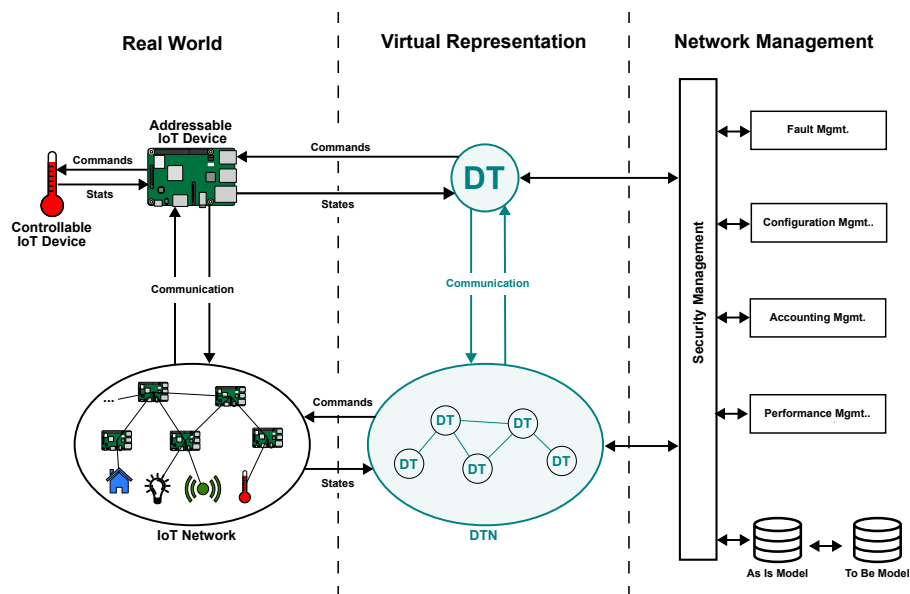 Real World
Virtual Representation
Network Management
Addressable
IoT Device
Commands
Stats
Controllable
IoT Device
Commands
States
DT
Communication
Communication
Security Management
Fault Mgmt.
Configuration Mgmt..
Accounting Mgmt.
Performance Mgmt..
...
IoT Network
Commands
States
DT
DT
DT
DT
DT
DTN
As Is Model
To Be Model